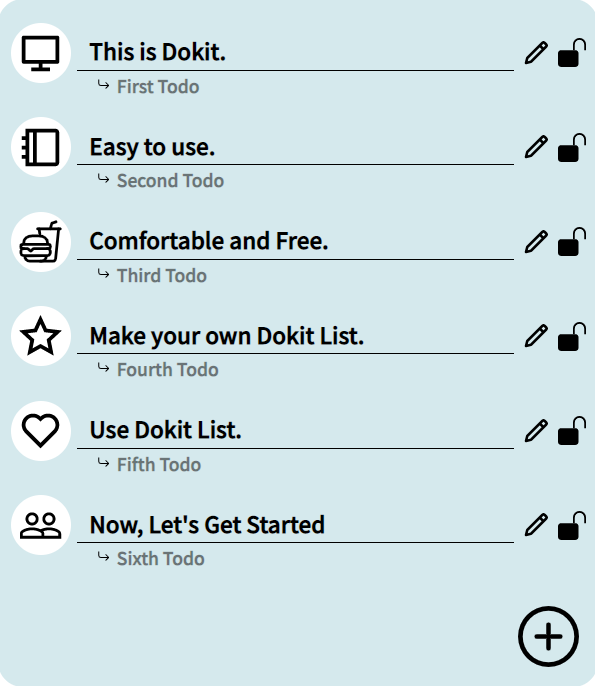 This is Dokit.
First Todo
Easy to use.
Second Todo
Comfortable and Free.
Third Todo
Make your own Dokit List.
Fourth Todo
Use Dokit List.
Fifth Todo
Now, Let's Get Started
Sixth Todo